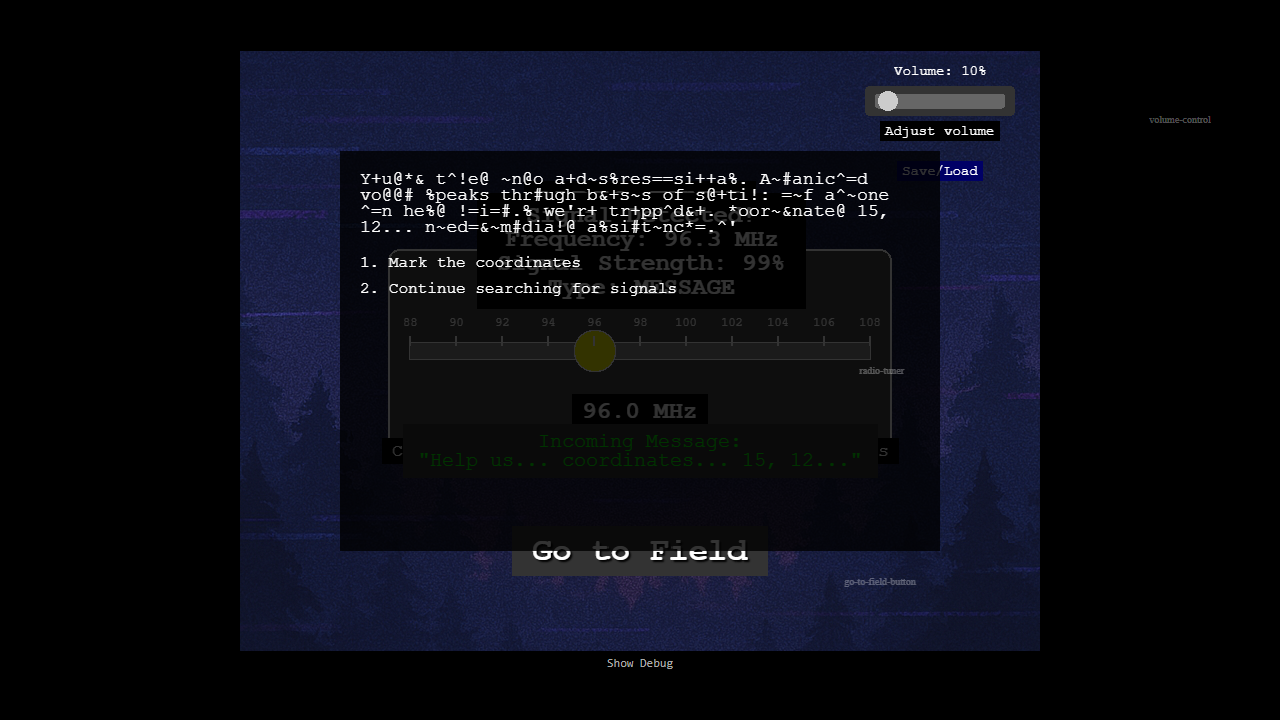 Volume: 10%
Adjust volume
volume-control
Save/Load
Y+u@*& t^!e@ ~n@o a+d~s%res==si++a%. A~#anic^=d
vo@@# %peaks thr#ugh b&+s~s of s@+ti!: =~f a^~one
^=n he%@ !=i=#.% we'r+ tr+pp^d&+. *oor~&nate@ 15,
12... n~ed=&~m#dia!@ a%si#t~nc*=.^'
Signal Detected!
Frequency: 96.3 MHz
Signal Strength: 99%
Type: MESSAGE
1. Mark the coordinates
2. Continue searching for signals
88 90 92 94 96 98 100 102 104 106 108
radio-tuner
96.0 MHz
Incoming Message:
"Help us... coordinates... 15, 12..."
Go to Field
go-to-field-button
Show Debug